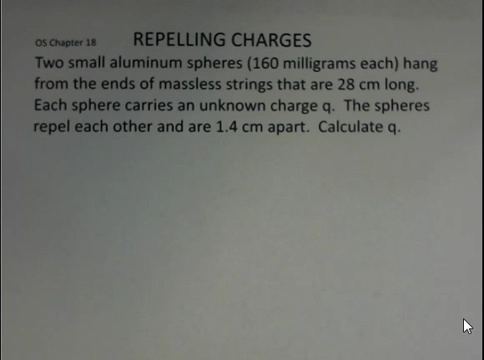 OS Chapter 18 REPELLING CHARGES
Two small aluminum spheres (160 milligrams each) hang
from the ends of massless strings that are 28 cm long.
Each sphere carries an unknown charge q. The spheres
repel each other and are 1.4 cm apart. Calculate q.